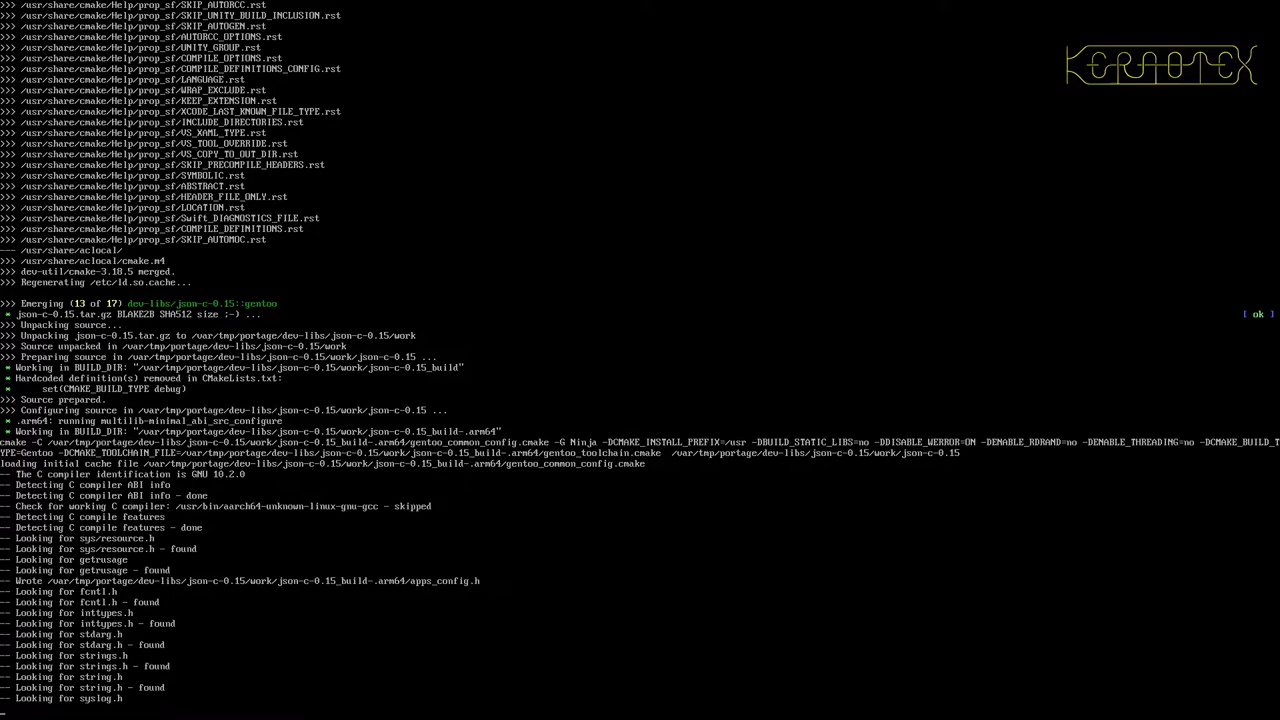 >>> /usr/share/cmake/Help/prop_sf/SKIP_AUTORCC.rst
>>> /usr/share/cmake/Help/prop_sf/SKIP_UNITY_BUILD_INCLUSION.rst
>>> /usr/share/cmake/Help/prop_sf/SKIP_AUTOGEN.rst
>>> /usr/share/cmake/Help/prop_sf/AUTORCC_OPTIONS.rst
>>> /usr/share/cmake/Help/prop_sf/UNITY_GROUP.rst
>>> /usr/share/cmake/Help/prop_sf/COMPILE_OPTIONS.rst
>>> /usr/share/cmake/Help/prop_sf/COMPILE_DEFINITIONS_CONFIG.rst
>>> /usr/share/cmake/Help/prop_sf/LANGUAGE.rst
>>> /usr/share/cmake/Help/prop_sf/WRAP_EXCLUDE.rst
>>> /usr/share/cmake/Help/prop_sf/KEEP_EXTENSION.rst
>>> /usr/share/cmake/Help/prop_sf/XCODE_LAST_KNOWN_FILE_TYPE.rst
>>> /usr/share/cmake/Help/prop_sf/INCLUDE_DIRECTORIES.rst
>>> /usr/share/cmake/Help/prop_sf/VS_XAML_TYPE.rst
>>> /usr/share/cmake/Help/prop_sf/VS_TOOL_OVERRIDE.rst
>>> /usr/share/cmake/Help/prop_sf/VS_COPY_TO_OUT_DIR.rst
>>> /usr/share/cmake/Help/prop_sf/SKIP_PRECOMPILE_HEADERS.rst
>>> /usr/share/cmake/Help/prop_sf/SYMBOLIC.rst
>>> /usr/share/cmake/Help/prop_sf/ABSTRACT.rst
>>> /usr/share/cmake/Help/prop_sf/HEADER_FILE_ONLY.rst
>>> /usr/share/cmake/Help/prop_sf/LOCATION.rst
>>> /usr/share/cmake/Help/prop_sf/Swift_DIAGNOSTICS_FILE.rst
>>> /usr/share/cmake/Help/prop_sf/COMPILE_DEFINITIONS.rst
>>> /usr/share/cmake/Help/prop_sf/SKIP_AUTOMOC.rst
--- /usr/share/aclocal/
>>> /usr/share/aclocal/cmake.m4
>>> dev-util/cmake-3.18.5 merged.
>>> Regenerating /etc/ld.so.cache...
>>> Emerging (13 of 17) dev-libs/json-c-0.15::gentoo
* json-c-0.15.tar.gz BLAKE2B SHA512 size ;-) ... [ ok ]
>>> Unpacking source...
>>> Unpacking json-c-0.15.tar.gz to /var/tmp/portage/dev-libs/json-c-0.15/work
>>> Source unpacked in /var/tmp/portage/dev-libs/json-c-0.15/work
>>> Preparing source in /var/tmp/portage/dev-libs/json-c-0.15/work/json-c-0.15 ...
* Working in BUILD_DIR: "/var/tmp/portage/dev-libs/json-c-0.15/work/json-c-0.15_build"
* Hardcoded definition(s) removed in CMakeLists.txt:
* set(CMAKE_BUILD_TYPE debug)
>>> Source prepared.
>>> Configuring source in /var/tmp/portage/dev-libs/json-c-0.15/work/json-c-0.15 ...
* .arm64: running multilib-minimal_abi_src_configure
* Working in BUILD_DIR: "/var/tmp/portage/dev-libs/json-c-0.15/work/json-c-0.15_build-.arm64"
cmake -C /var/tmp/portage/dev-libs/json-c-0.15/work/json-c-0.15_build-.arm64/gentoo_common_config.cmake -G Ninja -DCMAKE_INSTALL_PREFIX=/usr -DBUILD_STATIC_LIBS=no -DDISABLE_WERROR=ON -DENABLE_RDRAND=no -DENABLE_THREADING=no -DCMAKE_BUILD_T
YPE=Gentoo -DCMAKE_TOOLCHAIN_FILE=/var/tmp/portage/dev-libs/json-c-0.15/work/json-c-0.15_build-.arm64/gentoo_toolchain.cmake  /var/tmp/portage/dev-libs/json-c-0.15/work/json-c-0.15
loading initial cache file /var/tmp/portage/dev-libs/json-c-0.15/work/json-c-0.15_build-.arm64/gentoo_common_config.cmake
-- The C compiler identification is GNU 10.2.0
-- Detecting C compiler ABI info
-- Detecting C compiler ABI info - done
-- Check for working C compiler: /usr/bin/aarch64-unknown-linux-gnu-gcc - skipped
-- Detecting C compile features
-- Detecting C compile features - done
-- Looking for sys/resource.h
-- Looking for sys/resource.h - found
-- Looking for getrusage
-- Looking for getrusage - found
-- Wrote /var/tmp/portage/dev-libs/json-c-0.15/work/json-c-0.15_build-.arm64/apps_config.h
-- Looking for fcntl.h
-- Looking for fcntl.h - found
-- Looking for inttypes.h
-- Looking for inttypes.h - found
-- Looking for stdarg.h
-- Looking for stdarg.h - found
-- Looking for strings.h
-- Looking for strings.h - found
-- Looking for string.h
-- Looking for string.h - found
-- Looking for syslog.h